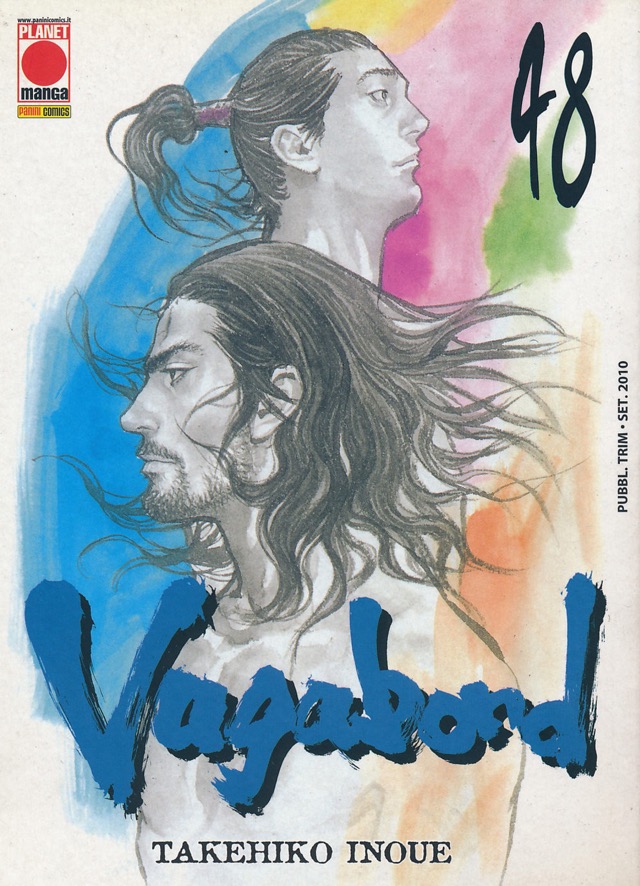 www.paninicomics.it
PLANET
manga
PANINI COMICS
48
PUBBL. TRIM • SET. 2010
Vagabond
TAKEHIKO INOUE